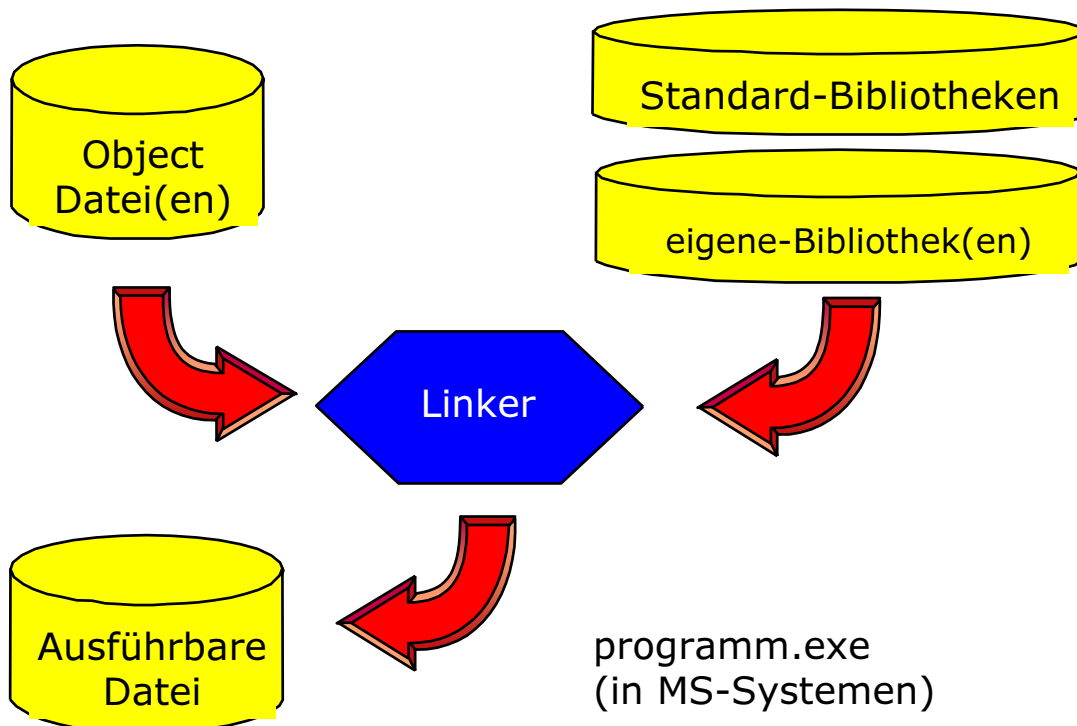 Object
Datei(en)
Standard-Bibliotheken
eigene-Bibliothek(en)
Linker
Ausführbare
Datei
programm.exe
(in MS-Systemen)